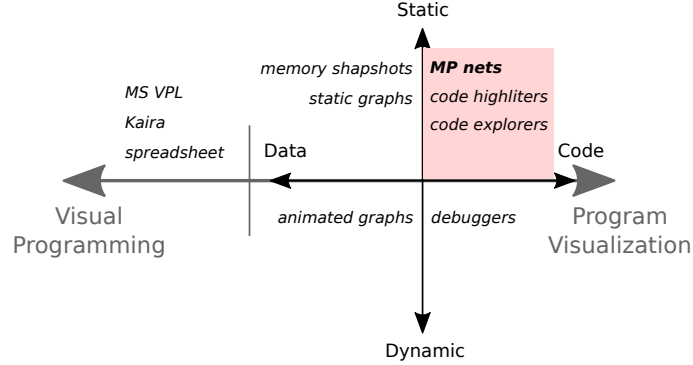 Static
memory shapshots
MP nets
MS VPL
static graphs
code highliters
Kaira
code explorers
spreadsheet
Data
Code
Visual
Programming
animated graphs
debuggers
Program
Visualization
Dynamic